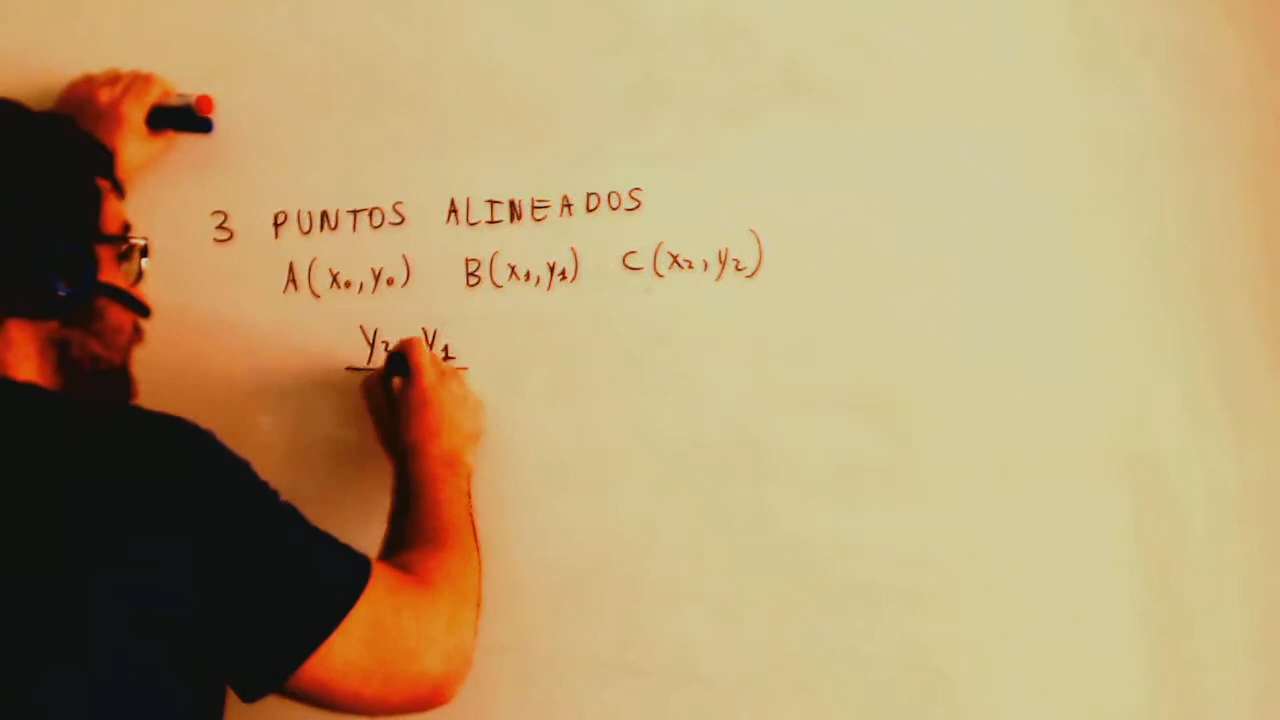 3 PUNTOS ALINEADOS
A(x₀,y₀) B(x₁,y₁) C(x₂,y₂)
y₂ y₁